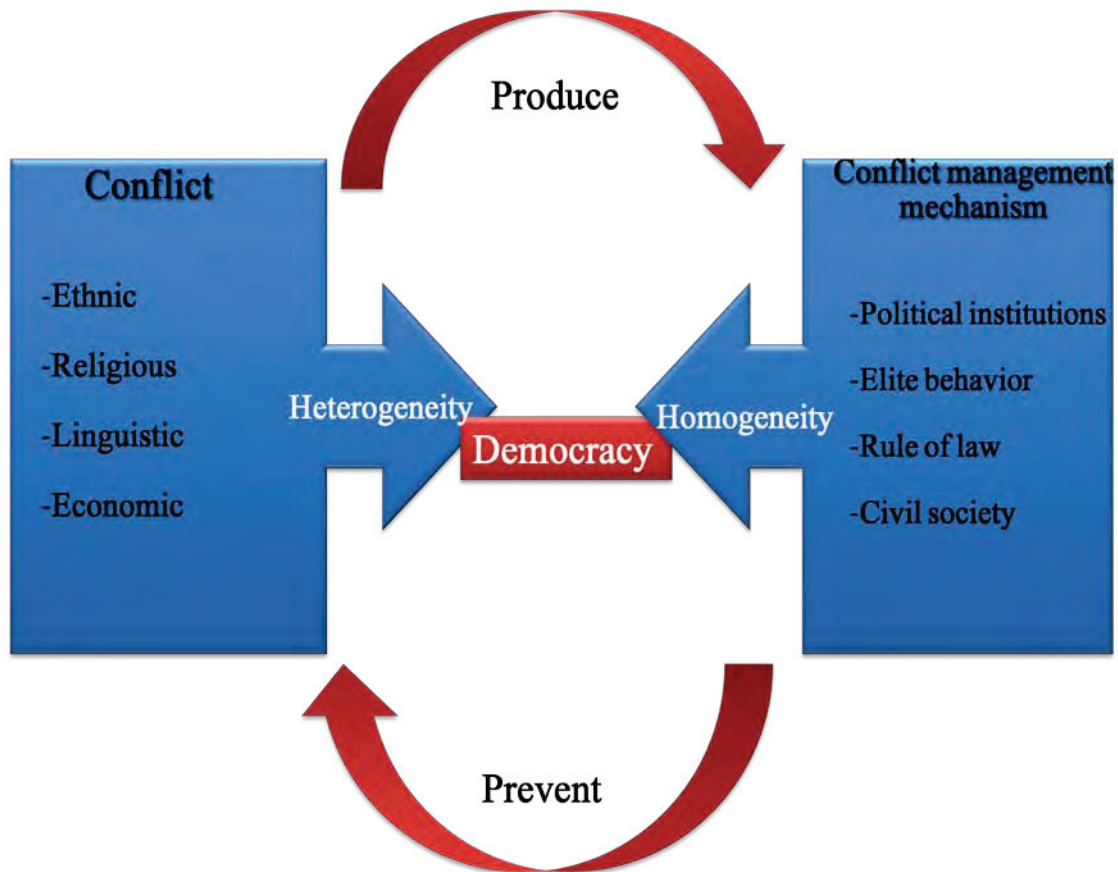 Produce
Conflict
-Ethnic
-Religious
-Linguistic
-Economic
Heterogeneity
Democracy
Homogeneity
Conflict management
mechanism
-Political institutions
-Elite behavior
-Rule of law
-Civil society
Prevent